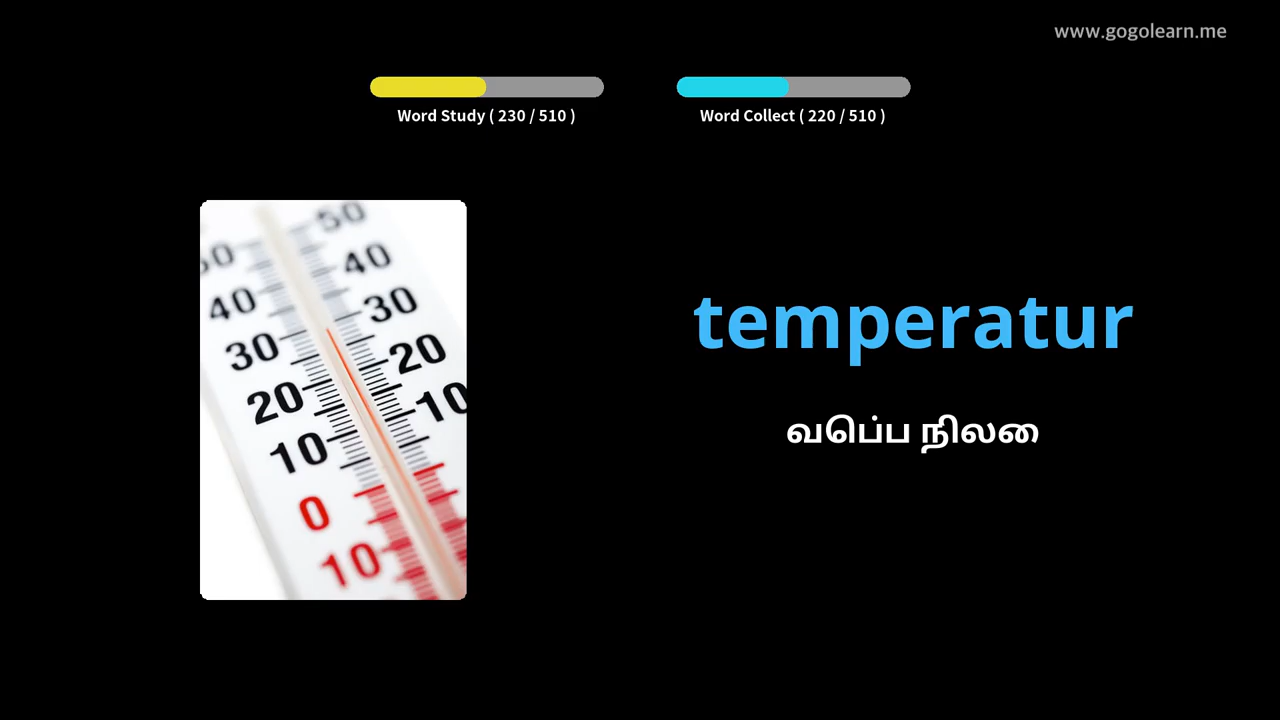 www.gogolearn.me
Word Study ( 230 / 510 )
Word Collect ( 220 / 510 )
50
50 40
40 30
30 20
20 10
10
0
10
temperatur
வெப்ப நிலை